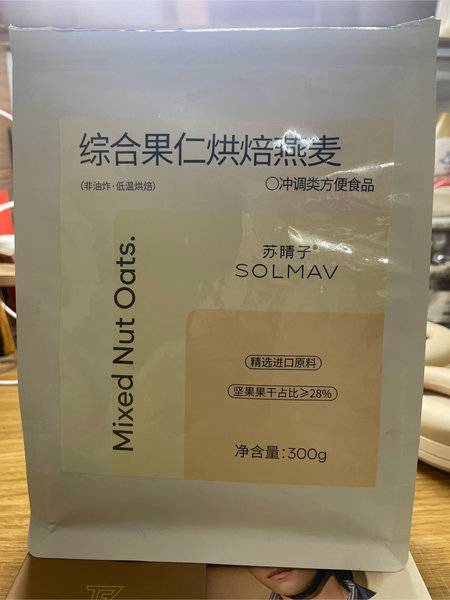 综合果仁烘焙燕麦
(非油炸·低温烘焙)
〇冲调类方便食品
Mixed Nut Oats.
苏晴子®
SOLMAV
精选进口原料
坚果果干占比≥28%
净含量:300g